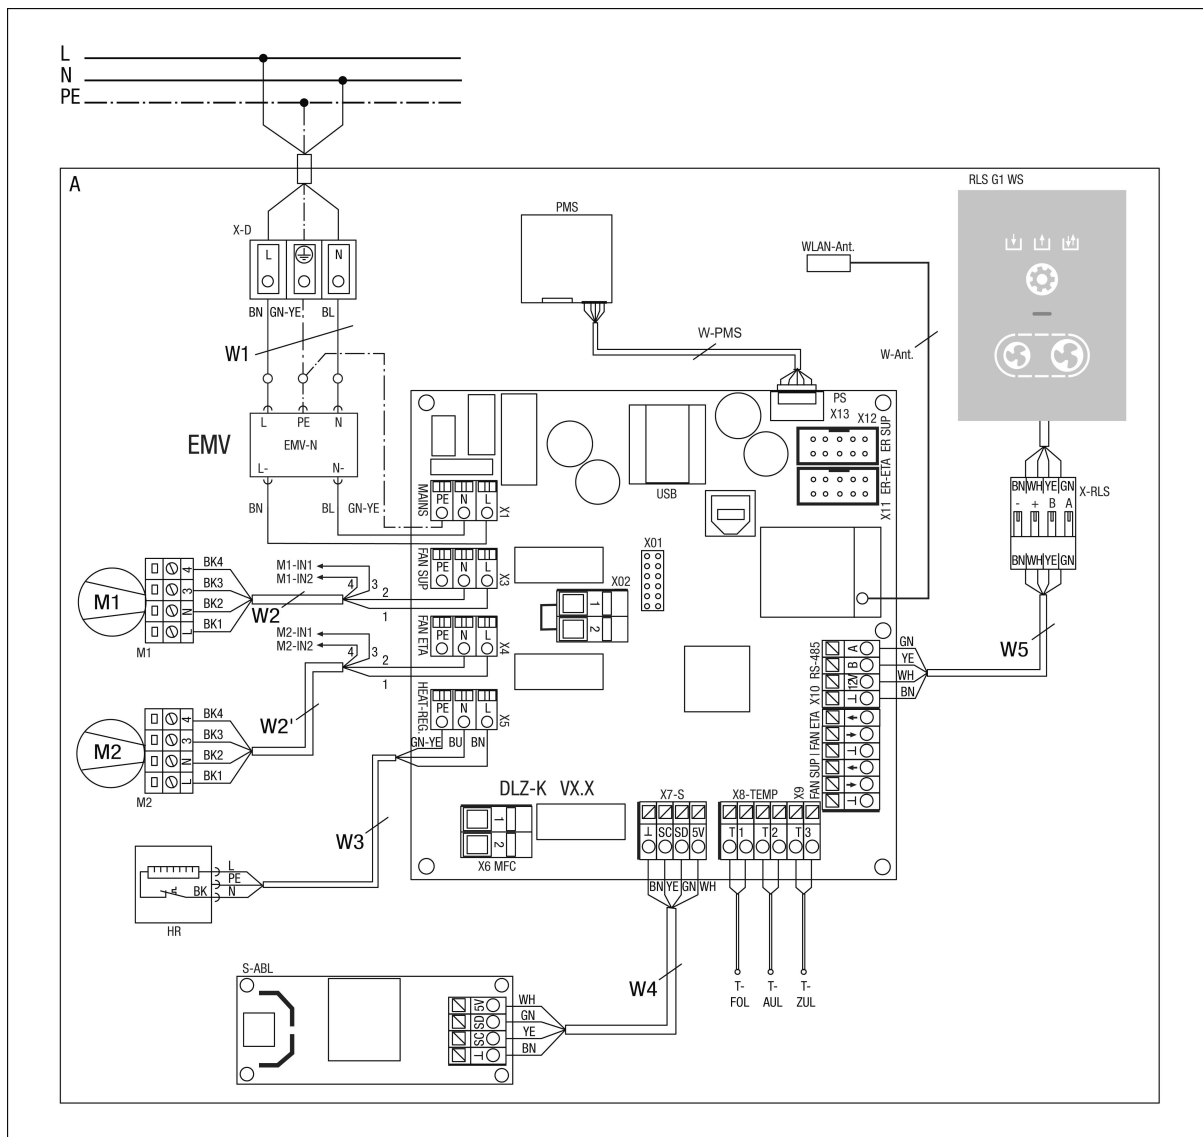 L
N
PE
A
X-D
L
N
BN GN-YE BL
W1
L PE N
EMV
EMV-N
L- N-
BN BL GN-YE
PMS
W-PMS
WLAN-Ant.
W-Ant.
RLS G1 WS
BN WH YE GN
- + B A
X-RLS
BN WH YE GN
W5
PS
X13
X12
ER SUP
X11
ER-ETA
USB
MAINS
PE N L
X1
FAN SUP
PE N L
X3
FAN ETA
PE N L
X4
HEAT-REG.
PE N L
X5
GN-YE BU BN
X01
X02
1
2
M1
4
3
N
L
M1
BK4
BK3
BK2
BK1
W2
M1-IN1
M1-IN2
4
3
2
1
M2-IN1
M2-IN2
4
3
2
1
W2'
M2
4
3
N
L
M2
BK4
BK3
BK2
BK1
W3
L
PE
BK N
HR
DLZ-K VX.X
1
2
X6 MFC
X7-S
⊥ SC SD 5V
BN YE GN WH
X8-TEMP
X9
T 1 T 2 T 3
T-FOL
T-AUL
T-ZUL
RS-485
X10
A
B
12V
⊥
GN
YE
WH
BN
FAN SUP | FAN ETA
←
→
⊥
←
→
⊥
W4
S-ABL
5V
SD
SC
⊥
WH
GN
YE
BN